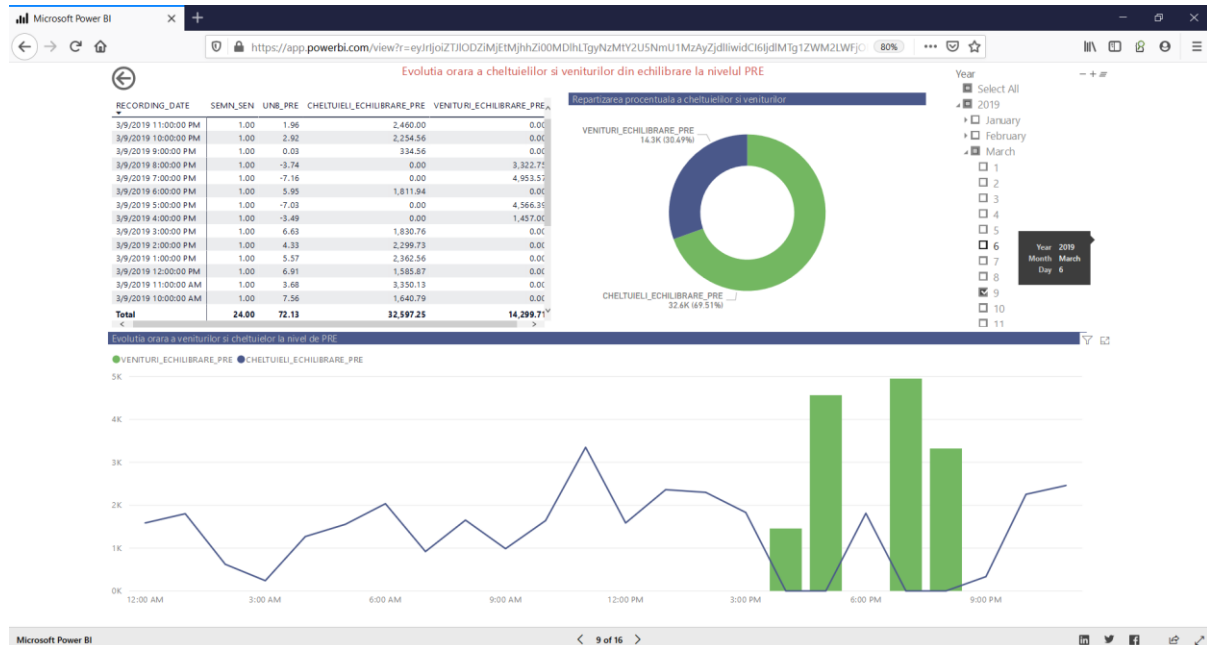 Microsoft Power BI
https://app.powerbi.com/view?r=
80%
Evolutia orara a cheltuielilor si veniturilor din echilibrare la nivelul PRE
RECORDING_DATE SEMN_SEN UNB_PRE CHELTUIELI_ECHILIBRARE_PRE VENITURI_ECHILIBRARE_PRE
3/9/2019 11:00:00 PM 1.00 1.96 2,460.00 0.00
3/9/2019 10:00:00 PM 1.00 2.92 2,254.56 0.00
3/9/2019 9:00:00 PM 1.00 0.03 334.56 0.00
3/9/2019 8:00:00 PM 1.00 -3.74 0.00 3,322.75
3/9/2019 7:00:00 PM 1.00 -7.16 0.00 4,953.57
3/9/2019 6:00:00 PM 1.00 5.95 1,811.94 0.00
3/9/2019 5:00:00 PM 1.00 -7.03 0.00 4,566.39
3/9/2019 4:00:00 PM 1.00 -3.49 0.00 1,457.00
3/9/2019 3:00:00 PM 1.00 6.63 1,830.76 0.00
3/9/2019 2:00:00 PM 1.00 4.33 2,299.73 0.00
3/9/2019 1:00:00 PM 1.00 5.57 2,362.56 0.00
3/9/2019 12:00:00 PM 1.00 6.91 1,585.87 0.00
3/9/2019 11:00:00 AM 1.00 3.68 3,350.13 0.00
3/9/2019 10:00:00 AM 1.00 7.56 1,640.79 0.00
Total 24.00 72.13 32,597.25 14,299.71
Repartizarea procentuala a cheltuielilor si veniturilor
VENITURI_ECHILIBRARE_PRE
14.3K (30.49%)
CHELTUIELI_ECHILIBRARE_PRE
32.6K (69.51%)
Year
Select All
2019
January
February
March
1
2
3
4
5
6
7
8
9
10
11
Year 2019
Month March
Day 6
Evolutia orara a veniturilor si cheltuielor la nivel de PRE
VENITURI_ECHILIBRARE_PRE CHELTUIELI_ECHILIBRARE_PRE
5K
4K
3K
2K
1K
0K
12:00 AM 3:00 AM 6:00 AM 9:00 AM 12:00 PM 3:00 PM 6:00 PM 9:00 PM
Microsoft Power BI 9 of 16